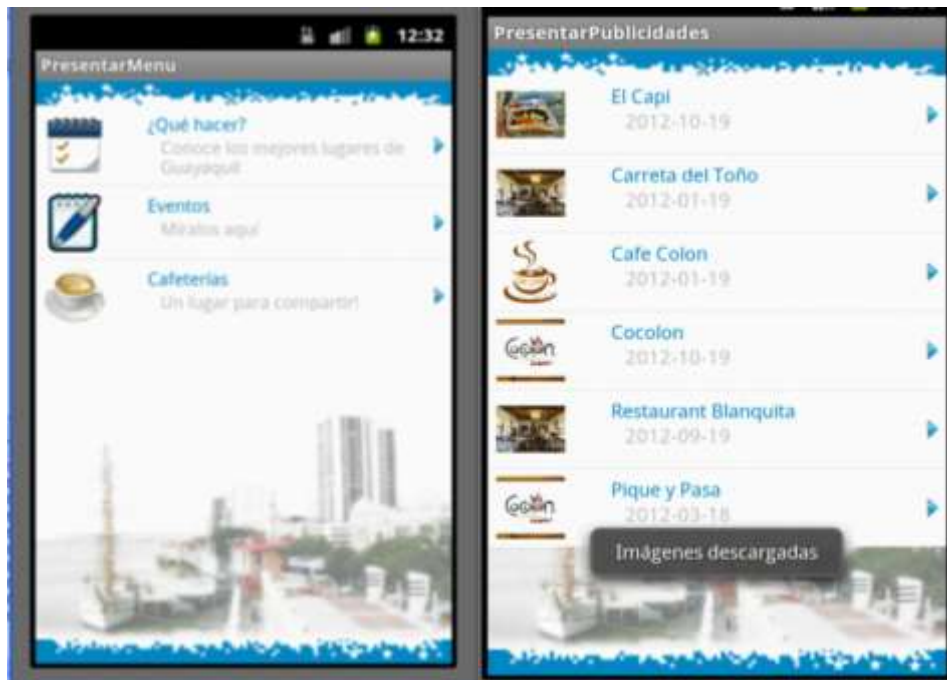 12:32
PresentarMenu
¿Qué hacer?
Conoce los mejores lugares de
Guayaquil
Eventos
Miralos aquí
Cafeterías
Un lugar para compartir!
PresentarPublicidades
El Capi
2012-10-19
Carreta del Toño
2012-01-19
Cafe Colon
2012-01-19
Cocolon
2012-10-19
Restaurant Blanquita
2012-09-19
Pique y Pasa
2012-03-18
Imágenes descargadas